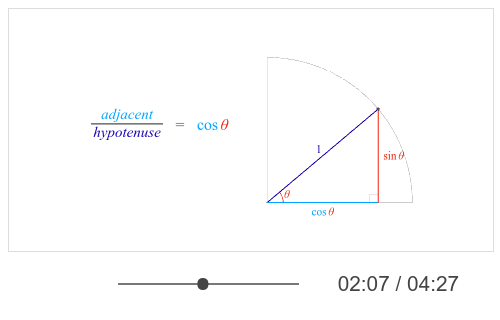 adjacent
hypotenuse = cos θ
1
sin θ
θ
cos θ
02:07 / 04:27